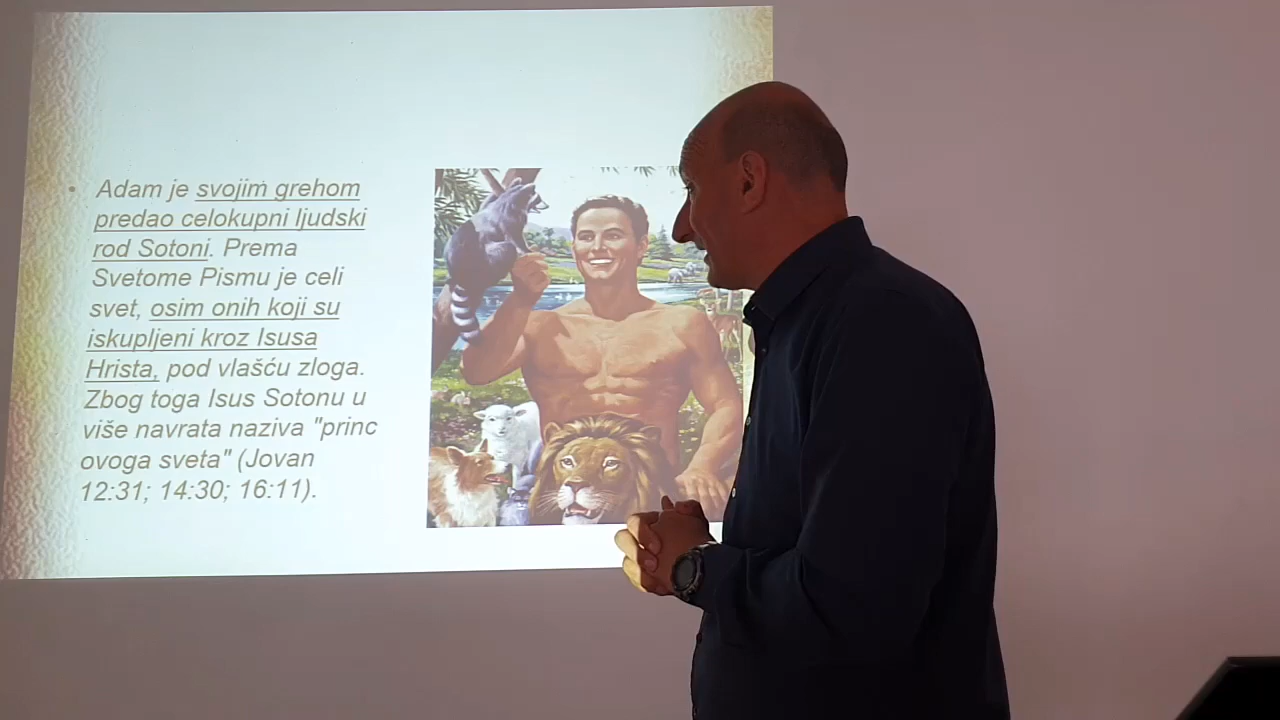 • Adam je svojim grehom
predao celokupni ljudski
rod Sotoni. Prema
Svetome Pismu je celi
svet, osim onih koji su
iskupljeni kroz Isusa
Hrista, pod vlašću zloga.
Zbog toga Isus Sotonu u
više navrata naziva "princ
ovoga sveta" (Jovan
12:31; 14:30; 16:11).